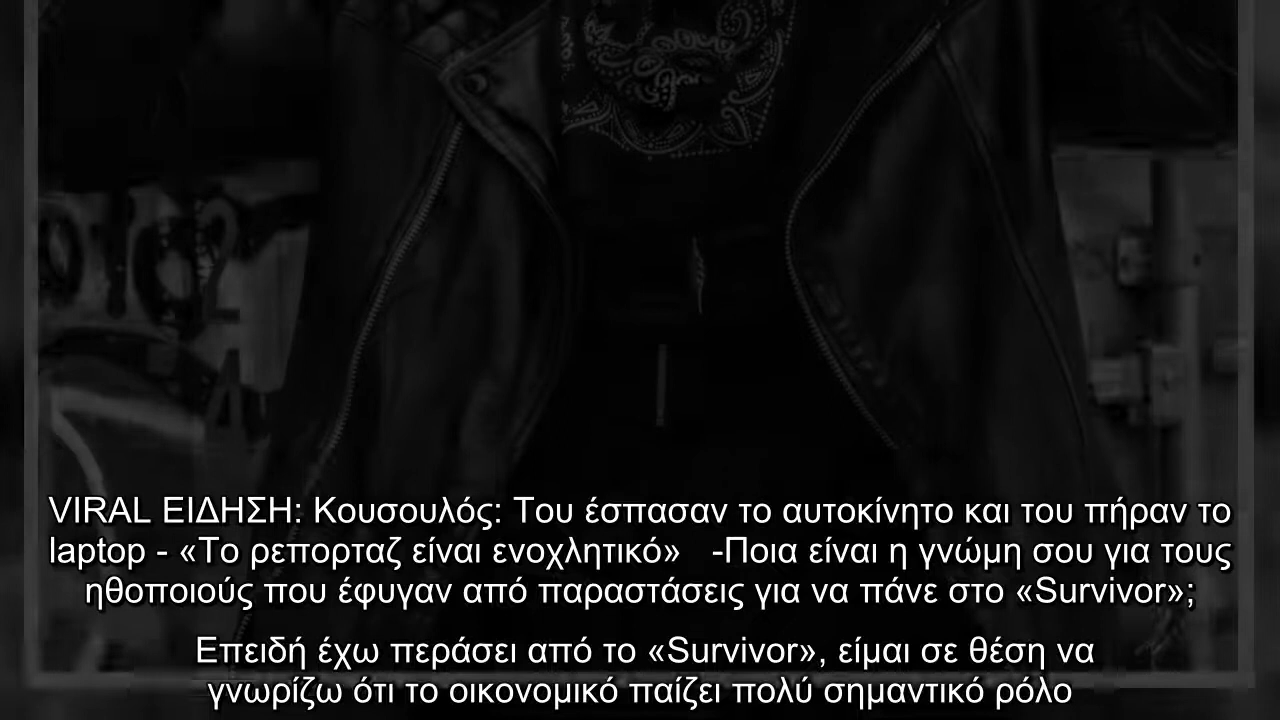 VIRAL ΕΙΔΗΣΗ: Κουσουλός: Του έσπασαν το αυτοκίνητο και του πήραν το
laptop - «Το ρεπορταζ είναι ενοχλητικό» -Ποια είναι η γνώμη σου για τους
ηθοποιούς που έφυγαν από παραστάσεις για να πάνε στο «Survivor»;
Επειδή έχω περάσει από το «Survivor», είμαι σε θέση να
γνωρίζω ότι το οικονομικό παίζει πολύ σημαντικό ρόλο